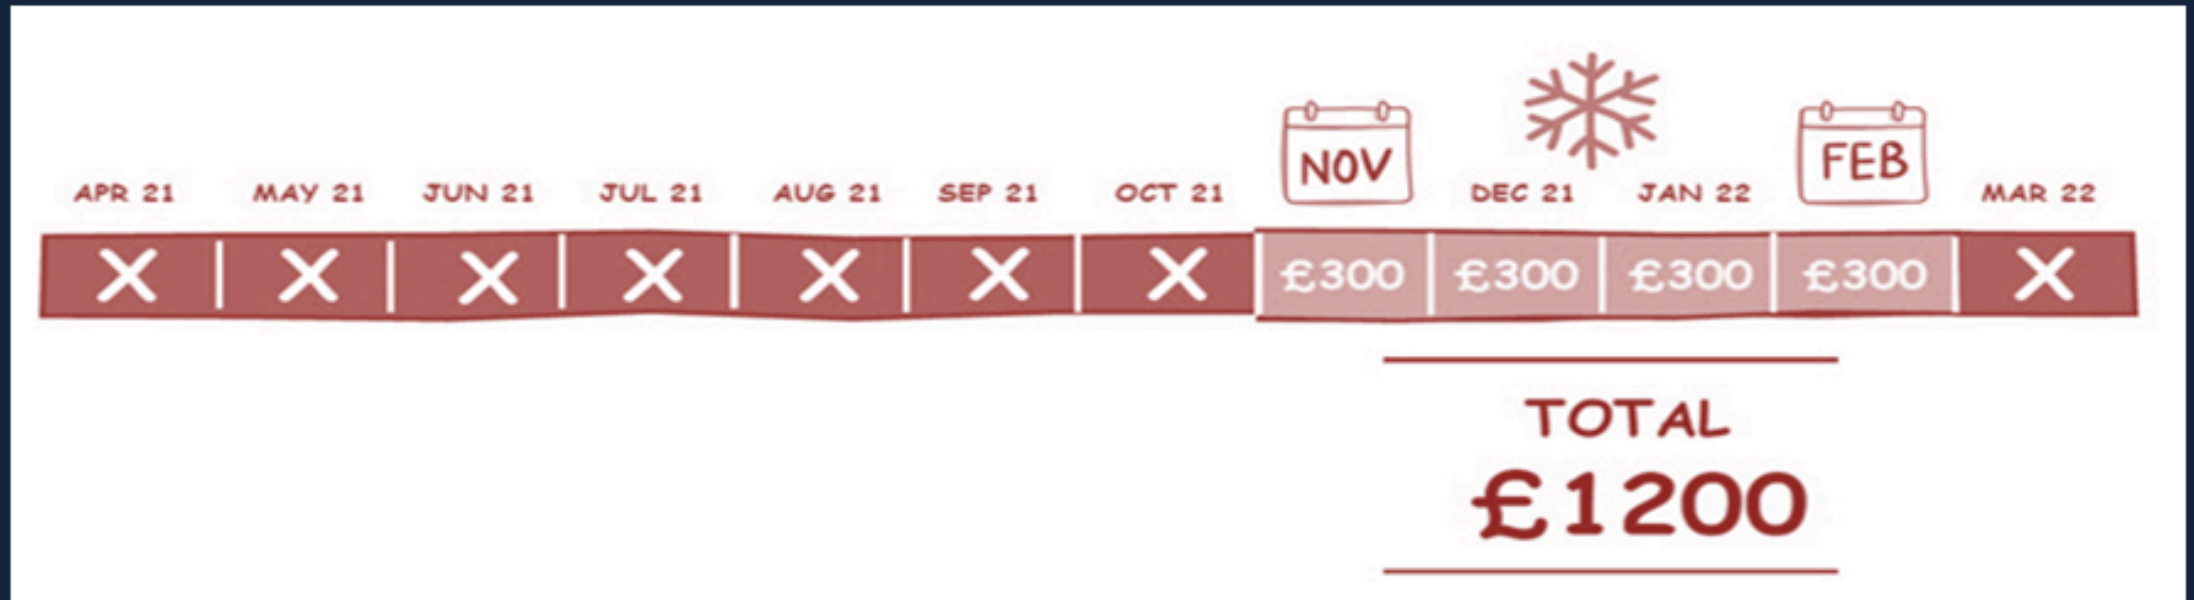 APR 21 MAY 21 JUN 21 JUL 21 AUG 21 SEP 21 OCT 21 NOV DEC 21 JAN 22 FEB MAR 22
£300 £300 £300 £300
TOTAL
£1200